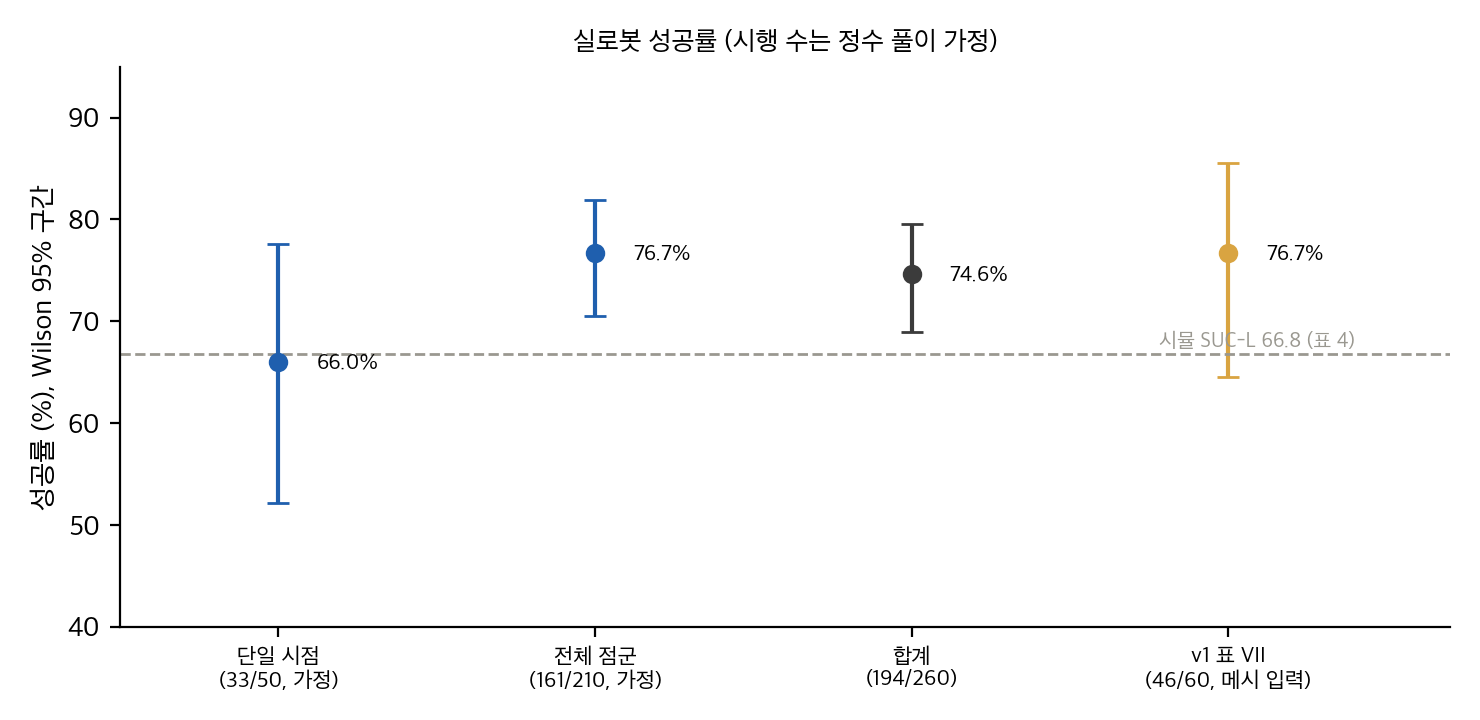 실로봇 성공률 (시행 수는 정수 풀이 가정)
성공률 (%), Wilson 95% 구간
90
80
70
60
50
40
66.0%
76.7%
74.6%
76.7%
시뮬 SUC-L 66.8 (표 4)
단일 시점
(33/50, 가정)
전체 점군
(161/210, 가정)
합계
(194/260)
v1 표 VII
(46/60, 메시 입력)